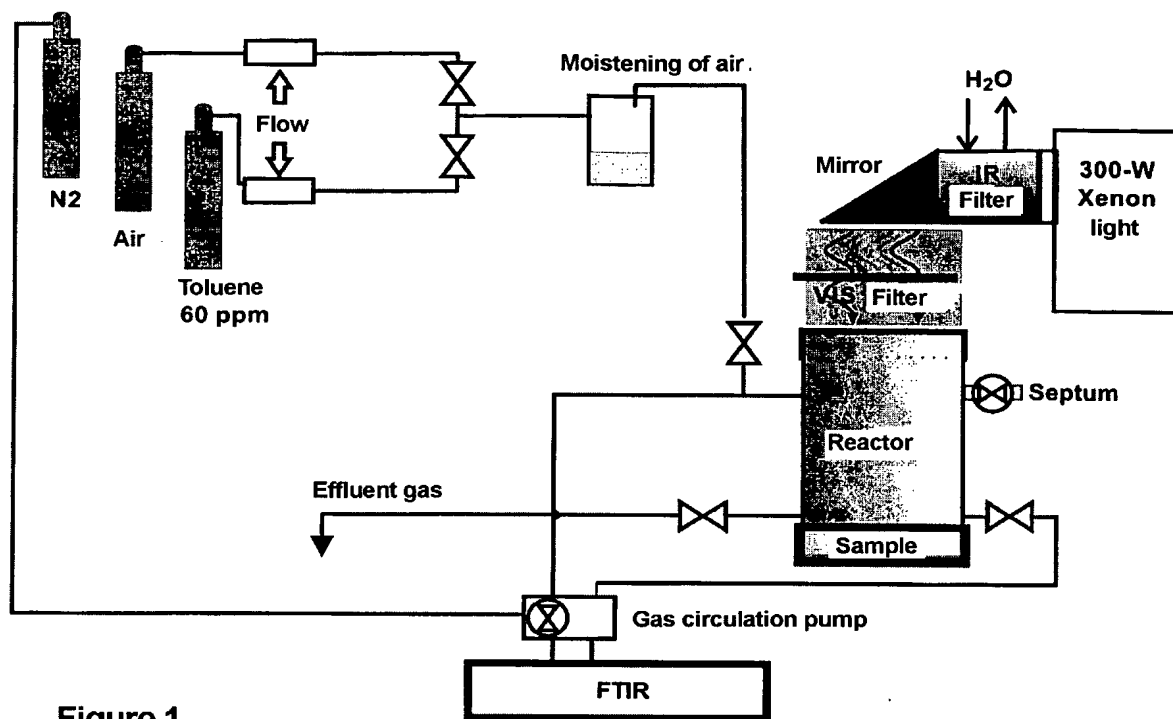 N2
Air
Toluene
60 ppm
Flow
Moistening of air
H₂O
Mirror
IR
Filter
300-W
Xenon
light
VIS Filter
Septum
Reactor
Effluent gas
Sample
Gas circulation pump
FTIR
Figure 1